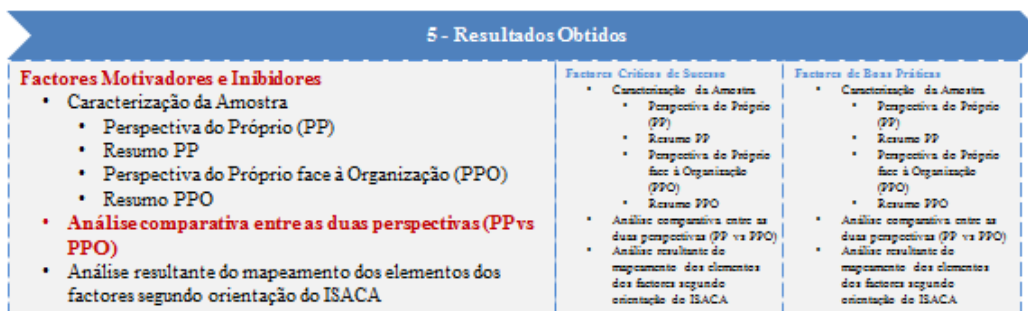 5 - Resultados Obtidos
Factores Motivadores e Inibidores
• Caracterização da Amostra
• Perspectiva do Próprio (PP)
• Resumo PP
• Perspectiva do Próprio face à Organização (PPO)
• Resumo PPO
• Análise comparativa entre as duas perspectivas (PP vs
PPO)
• Análise resultante do mapeamento dos elementos dos
factores segundo orientação do ISACA
Factores Críticos de Sucesso
• Caracterização da Amostra
• Perspectiva do Próprio
(PP)
• Resumo PP
• Perspectiva do Próprio
face à Organização
(PPO)
• Resumo PPO
• Análise comparativa entre as
duas perspectivas (PP vs PPO)
• Análise resultante do
mapeamento dos elementos
dos factores segundo
orientação do ISACA
Factores de Boas Práticas
• Caracterização da Amostra
• Perspectiva do Próprio
(PP)
• Resumo PP
• Perspectiva do Próprio
face à Organização
(PPO)
• Resumo PPO
• Análise comparativa entre as
duas perspectivas (PP vs PPO)
• Análise resultante do
mapeamento dos elementos
dos factores segundo
orientação do ISACA